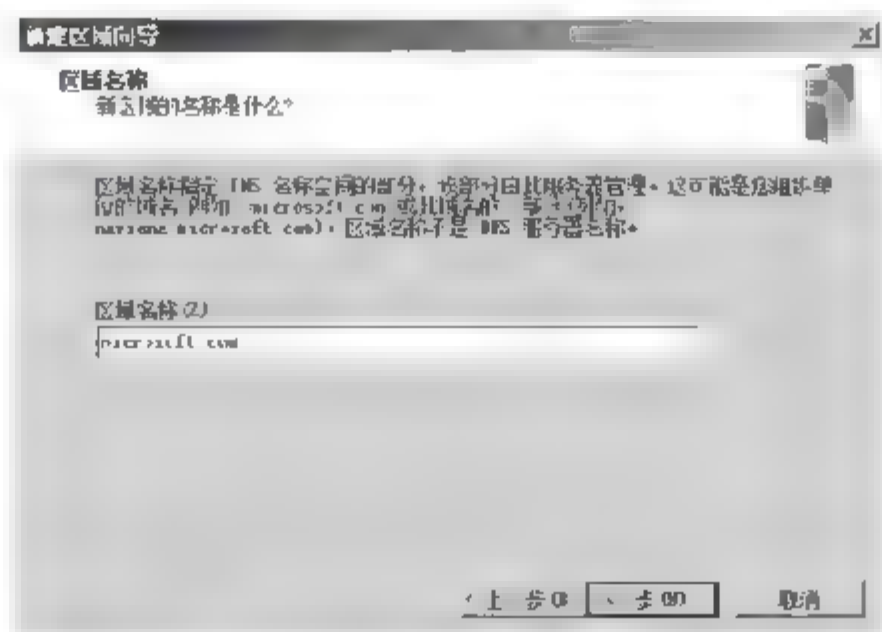 新建区域向导
区域名称
新区域的名称是什么?
区域名称指定 DNS 名称空间的部分,该部分由此服务器管理。这可能是您组织单
位的域名(例如,microsoft.com)或此域名的一部分(例如,
microsoft.com)。区域名称不是 DNS 服务器名称。
区域名称(Z)
microsoft.com
上一步(B)
下一步(N)
取消